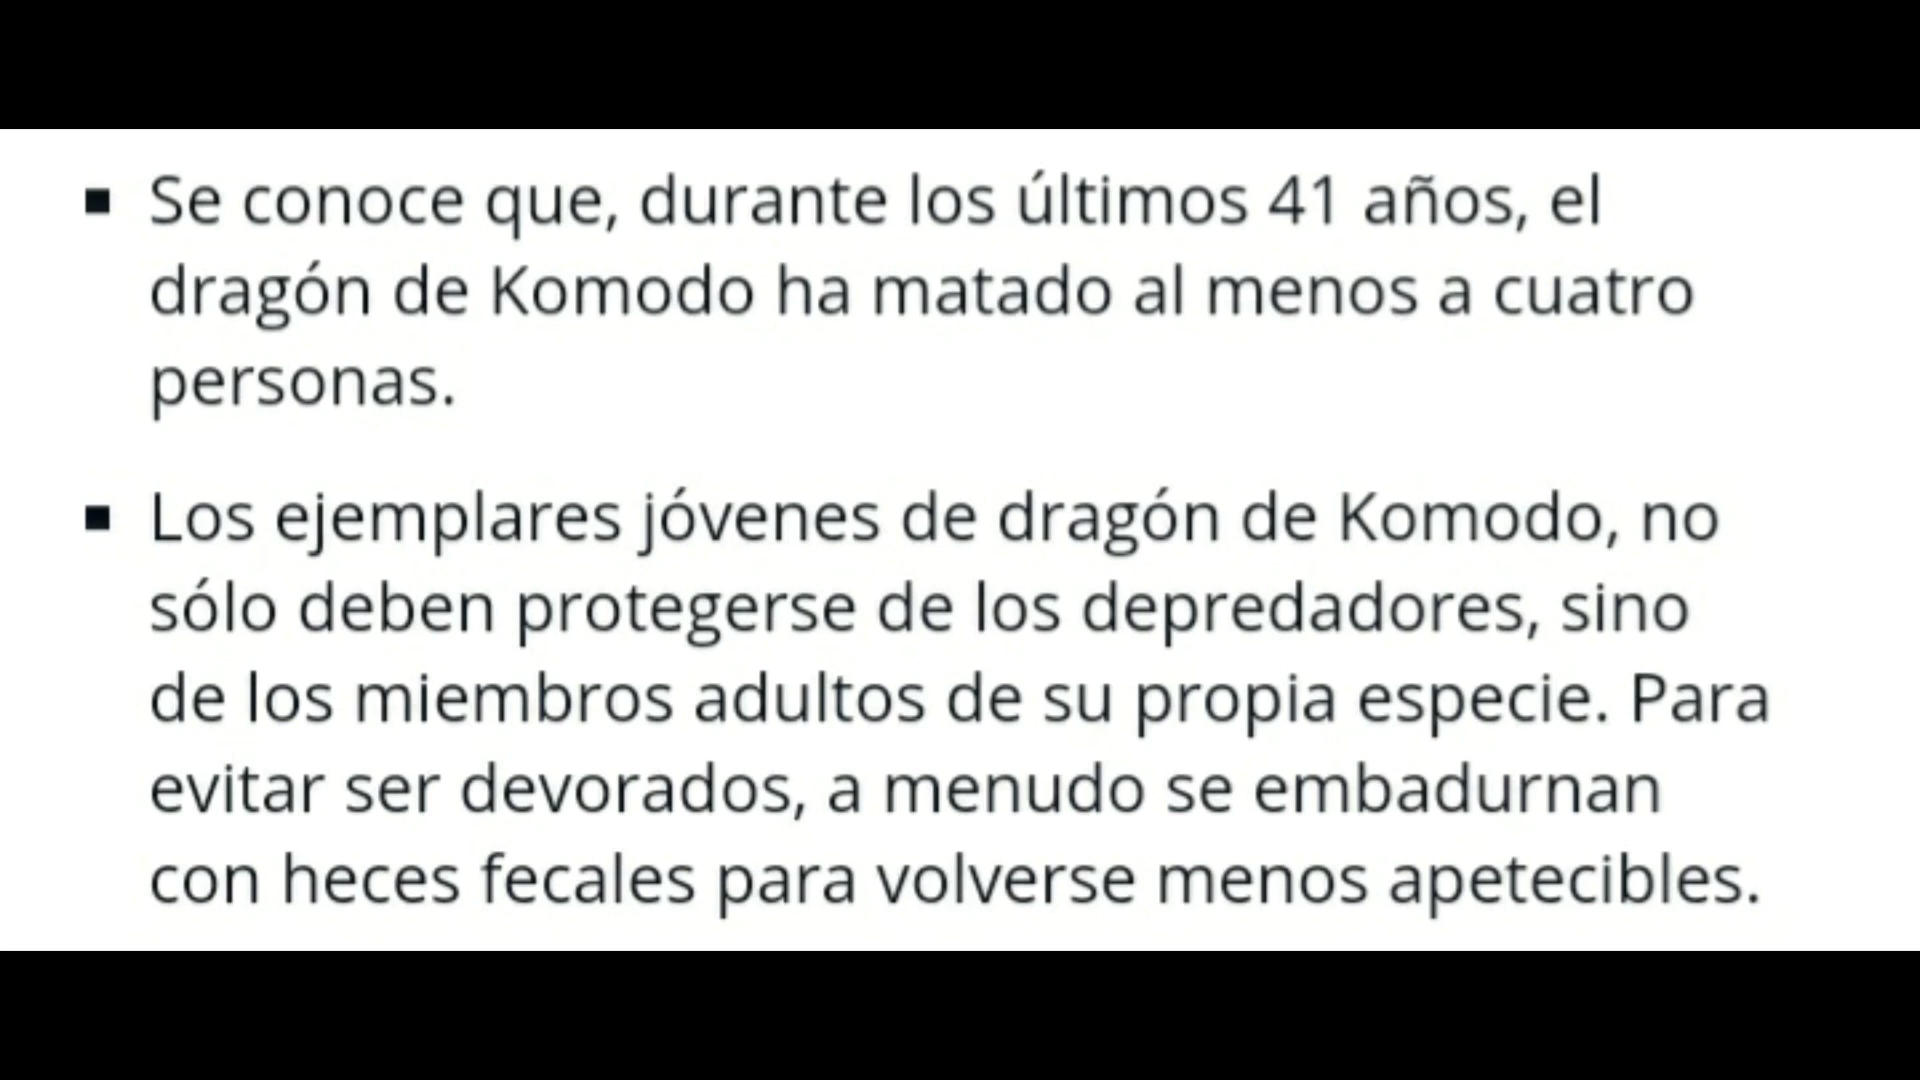 ▪ Se conoce que, durante los últimos 41 años, el
dragón de Komodo ha matado al menos a cuatro
personas.
▪ Los ejemplares jóvenes de dragón de Komodo, no
sólo deben protegerse de los depredadores, sino
de los miembros adultos de su propia especie. Para
evitar ser devorados, a menudo se embadurnan
con heces fecales para volverse menos apetecibles.